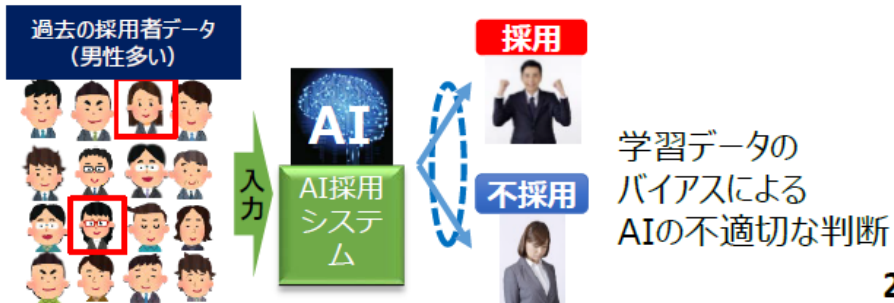 過去の採用者データ
（男性多い）
入力
AI
AI採用
システ
ム
採用
不採用
学習データの
バイアスによる
AIの不適切な判断
2